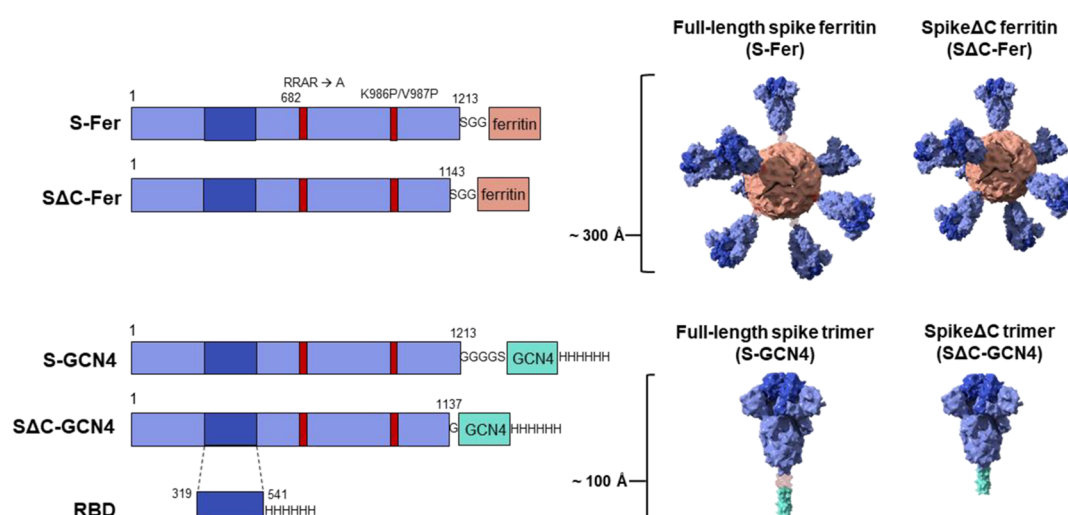 Full-length spike ferritin
(S-Fer)
SpikeΔC ferritin
(SΔC-Fer)
1
RRAR → A
682
K986P/V987P
1213
S-Fer
SGG
ferritin
1
1143
SΔC-Fer
SGG
ferritin
~ 300 Å
1
1213
S-GCN4
GGGGS
GCN4
HHHHHH
1
1137
SΔC-GCN4
G
GCN4
HHHHHH
319
541
RBD
HHHHHH
Full-length spike trimer
(S-GCN4)
SpikeΔC trimer
(SΔC-GCN4)
~ 100 Å